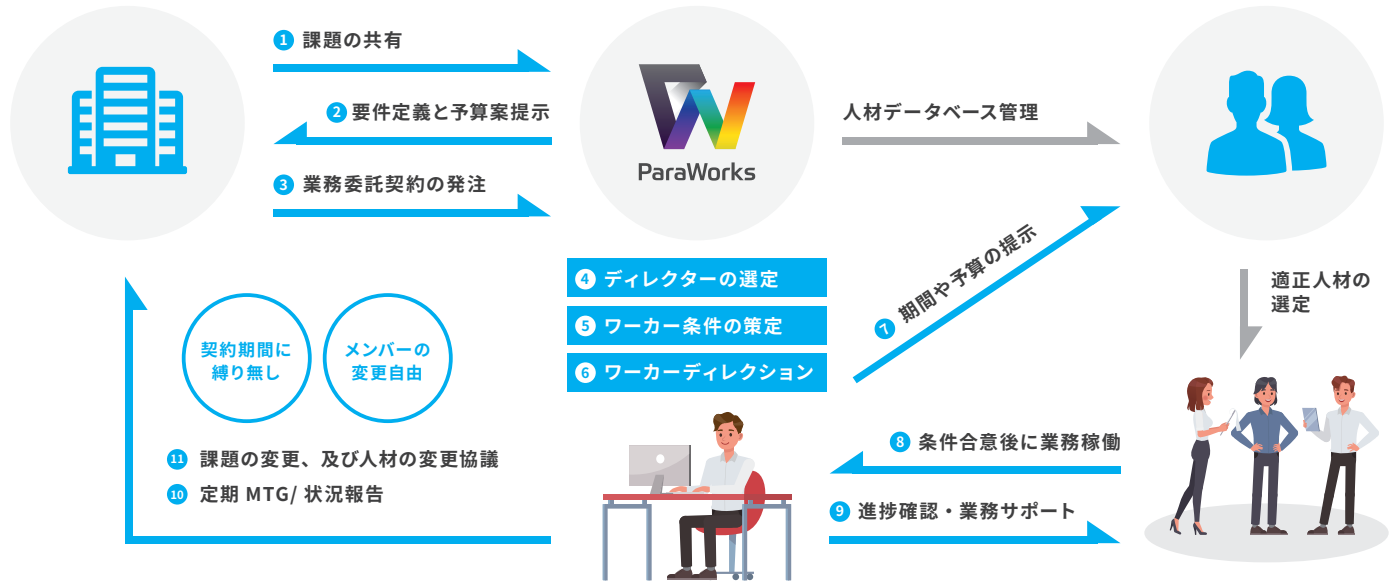 1 課題の共有
2 要件定義と予算案提示
3 業務委託契約の発注
ParaWorks
人材データベース管理
4 ディレクターの選定
5 ワーカー条件の策定
6 ワーカーディレクション
7 期間や予算の提示
適正人材の
選定
8 条件合意後に業務稼働
9 進捗確認・業務サポート
契約期間に
縛り無し
メンバーの
変更自由
11 課題の変更、及び人材の変更協議
10 定期 MTG/ 状況報告